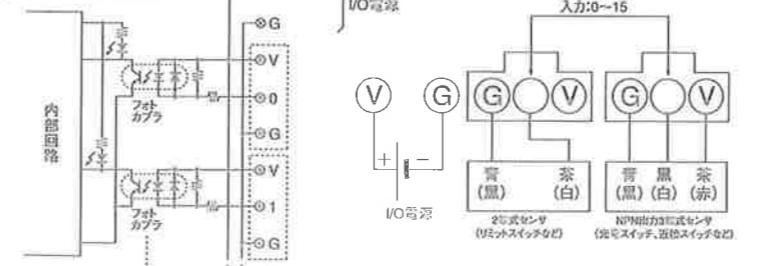 内部回路
フォト
カプラ
フォト
カプラ
G
V
0
G
V
1
G
I/O電源
V
G
+
−
I/O電源
入力:0〜15
G
V
G
V
青
(黒)
茶
(白)
青
(黒)
黒
(白)
茶
(赤)
2線式センサ
(リミットスイッチなど)
NPN出力3線式センサ
(光電スイッチ、近接スイッチなど)